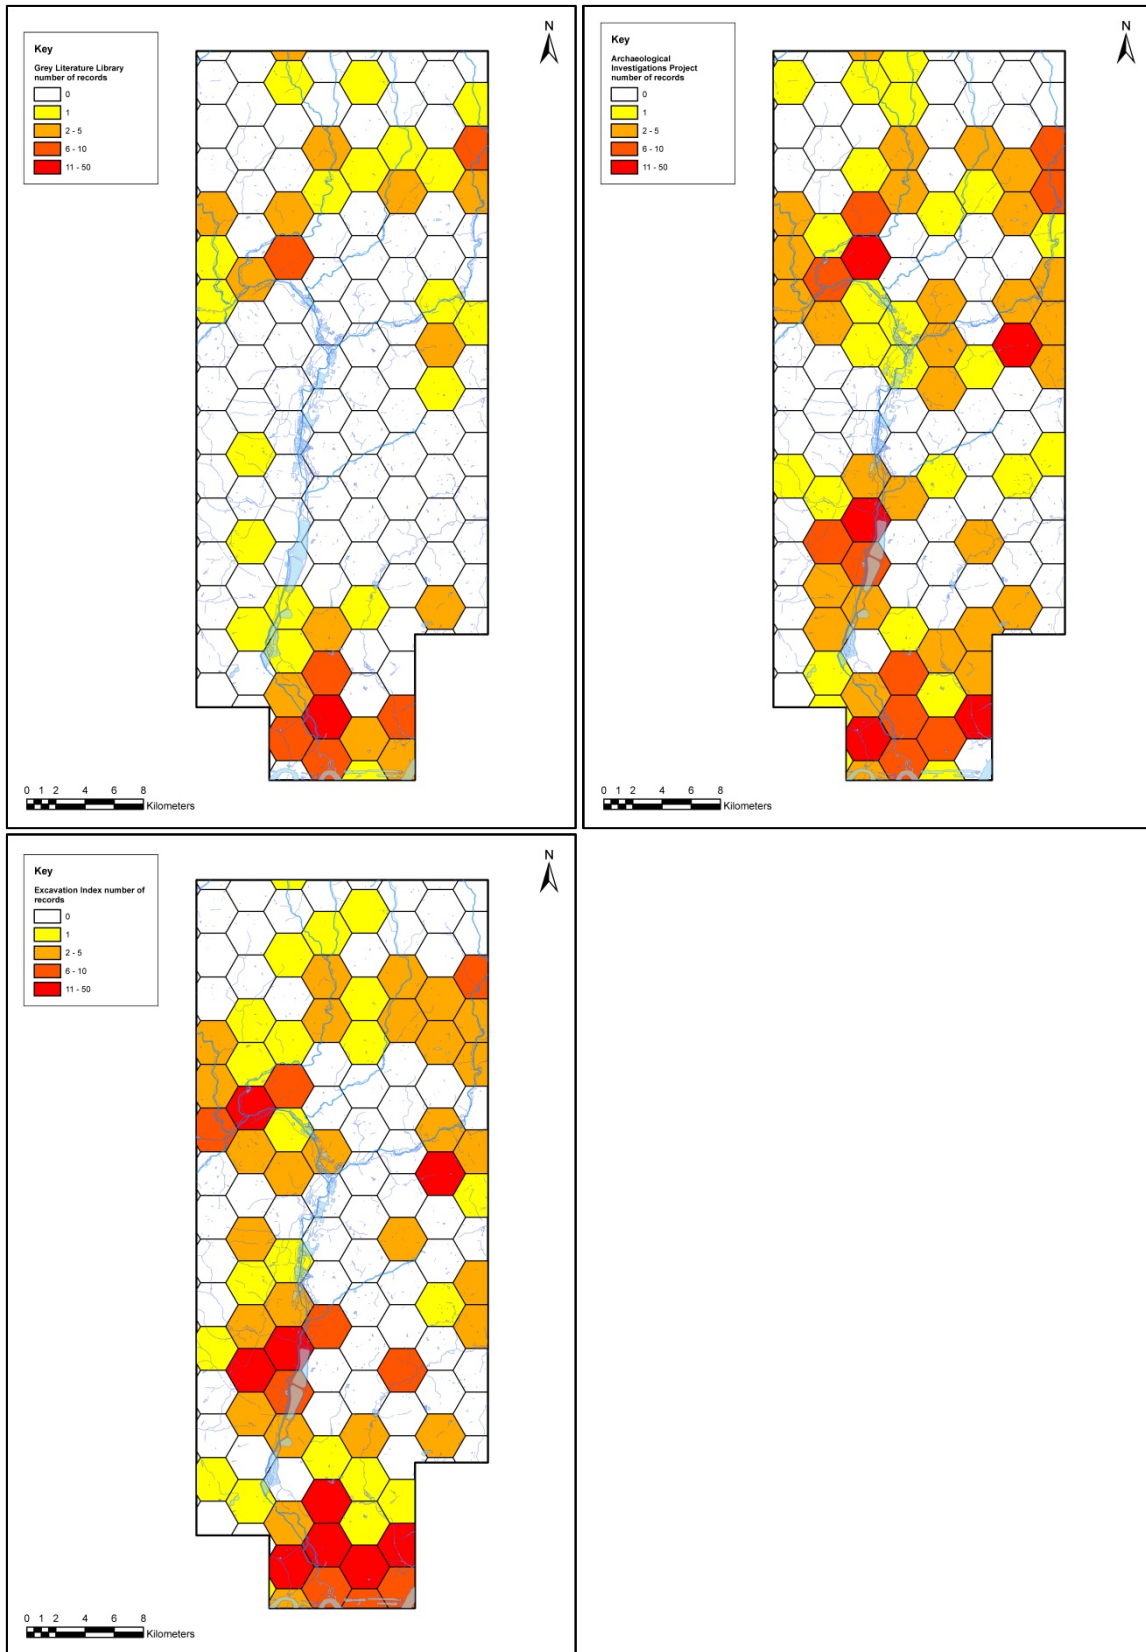 Key
Grey Literature Library
number of records
0
1
2 - 5
6 - 10
11 - 50
N
0 1 2 4 6 8
Kilometers
Key
Archaeological
Investigations Project
number of records
0
1
2 - 5
6 - 10
11 - 50
N
0 1 2 4 6 8
Kilometers
Key
Excavation Index number of
records
0
1
2 - 5
6 - 10
11 - 50
N
0 1 2 4 6 8
Kilometers